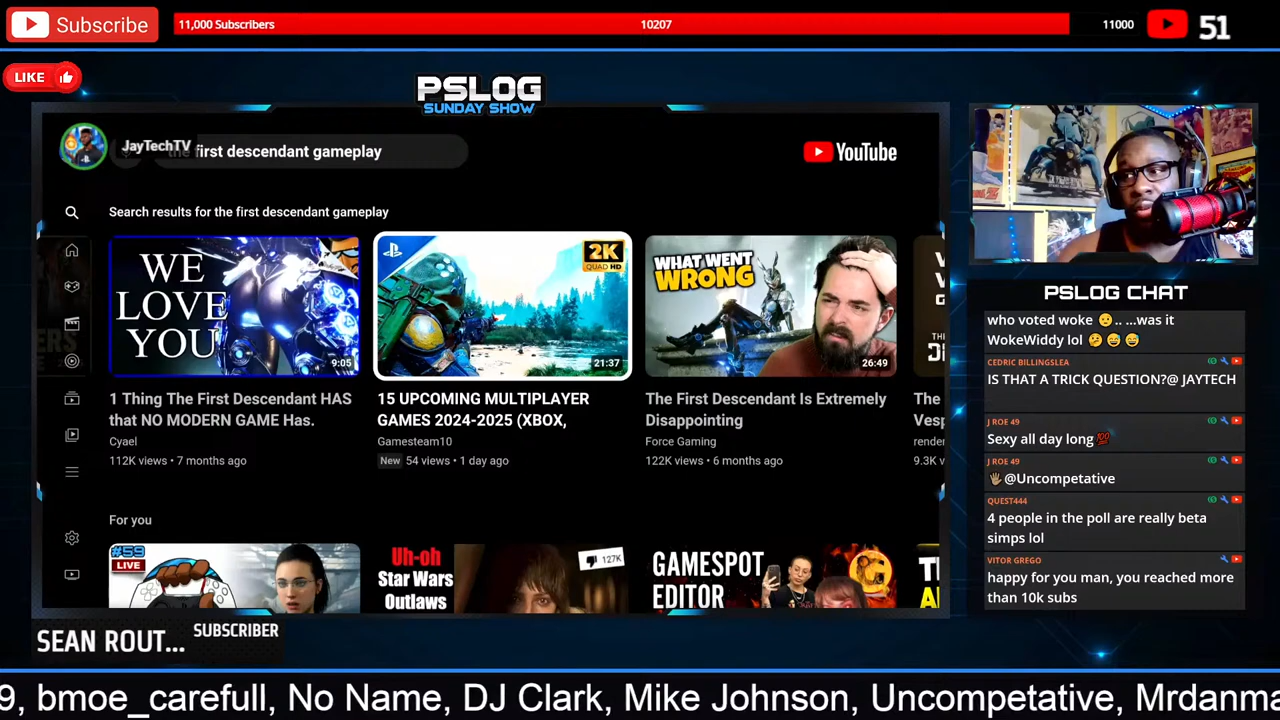 Subscribe
11,000 Subscribers
10207
11000
51
LIKE
PSLOG
SUNDAY SHOW
JayTechTV
the first descendant gameplay
YouTube
Search results for the first descendant gameplay
WE
LOVE
YOU
9:05
2K
QUAD HD
21:37
WHAT WENT
WRONG
26:49
1 Thing The First Descendant HAS
that NO MODERN GAME Has.
Cyael
112K views • 7 months ago
15 UPCOMING MULTIPLAYER
GAMES 2024-2025 (XBOX,
Gamesteam10
New 54 views • 1 day ago
The First Descendant Is Extremely
Disappointing
Force Gaming
122K views • 6 months ago
The
Vesp
render
9.3K v
For you
#59
LIVE
Uh-oh
Star Wars
Outlaws
127K
GAMESPOT
EDITOR
PSLOG CHAT
who voted woke 🤨.. ...was it
WokeWiddy lol 🤔 😅 😅
CEDRIC BILLINGSLEA
IS THAT A TRICK QUESTION?@ JAYTECH
J ROE 49
Sexy all day long💯
J ROE 49
🖐🏽@Uncompetative
QUEST444
4 people in the poll are really beta
simps lol
VITOR GREGO
happy for you man, you reached more
than 10k subs
SEAN ROUT...
SUBSCRIBER
9, bmoe_carefull, No Name, DJ Clark, Mike Johnson, Uncompetative, Mrdanma